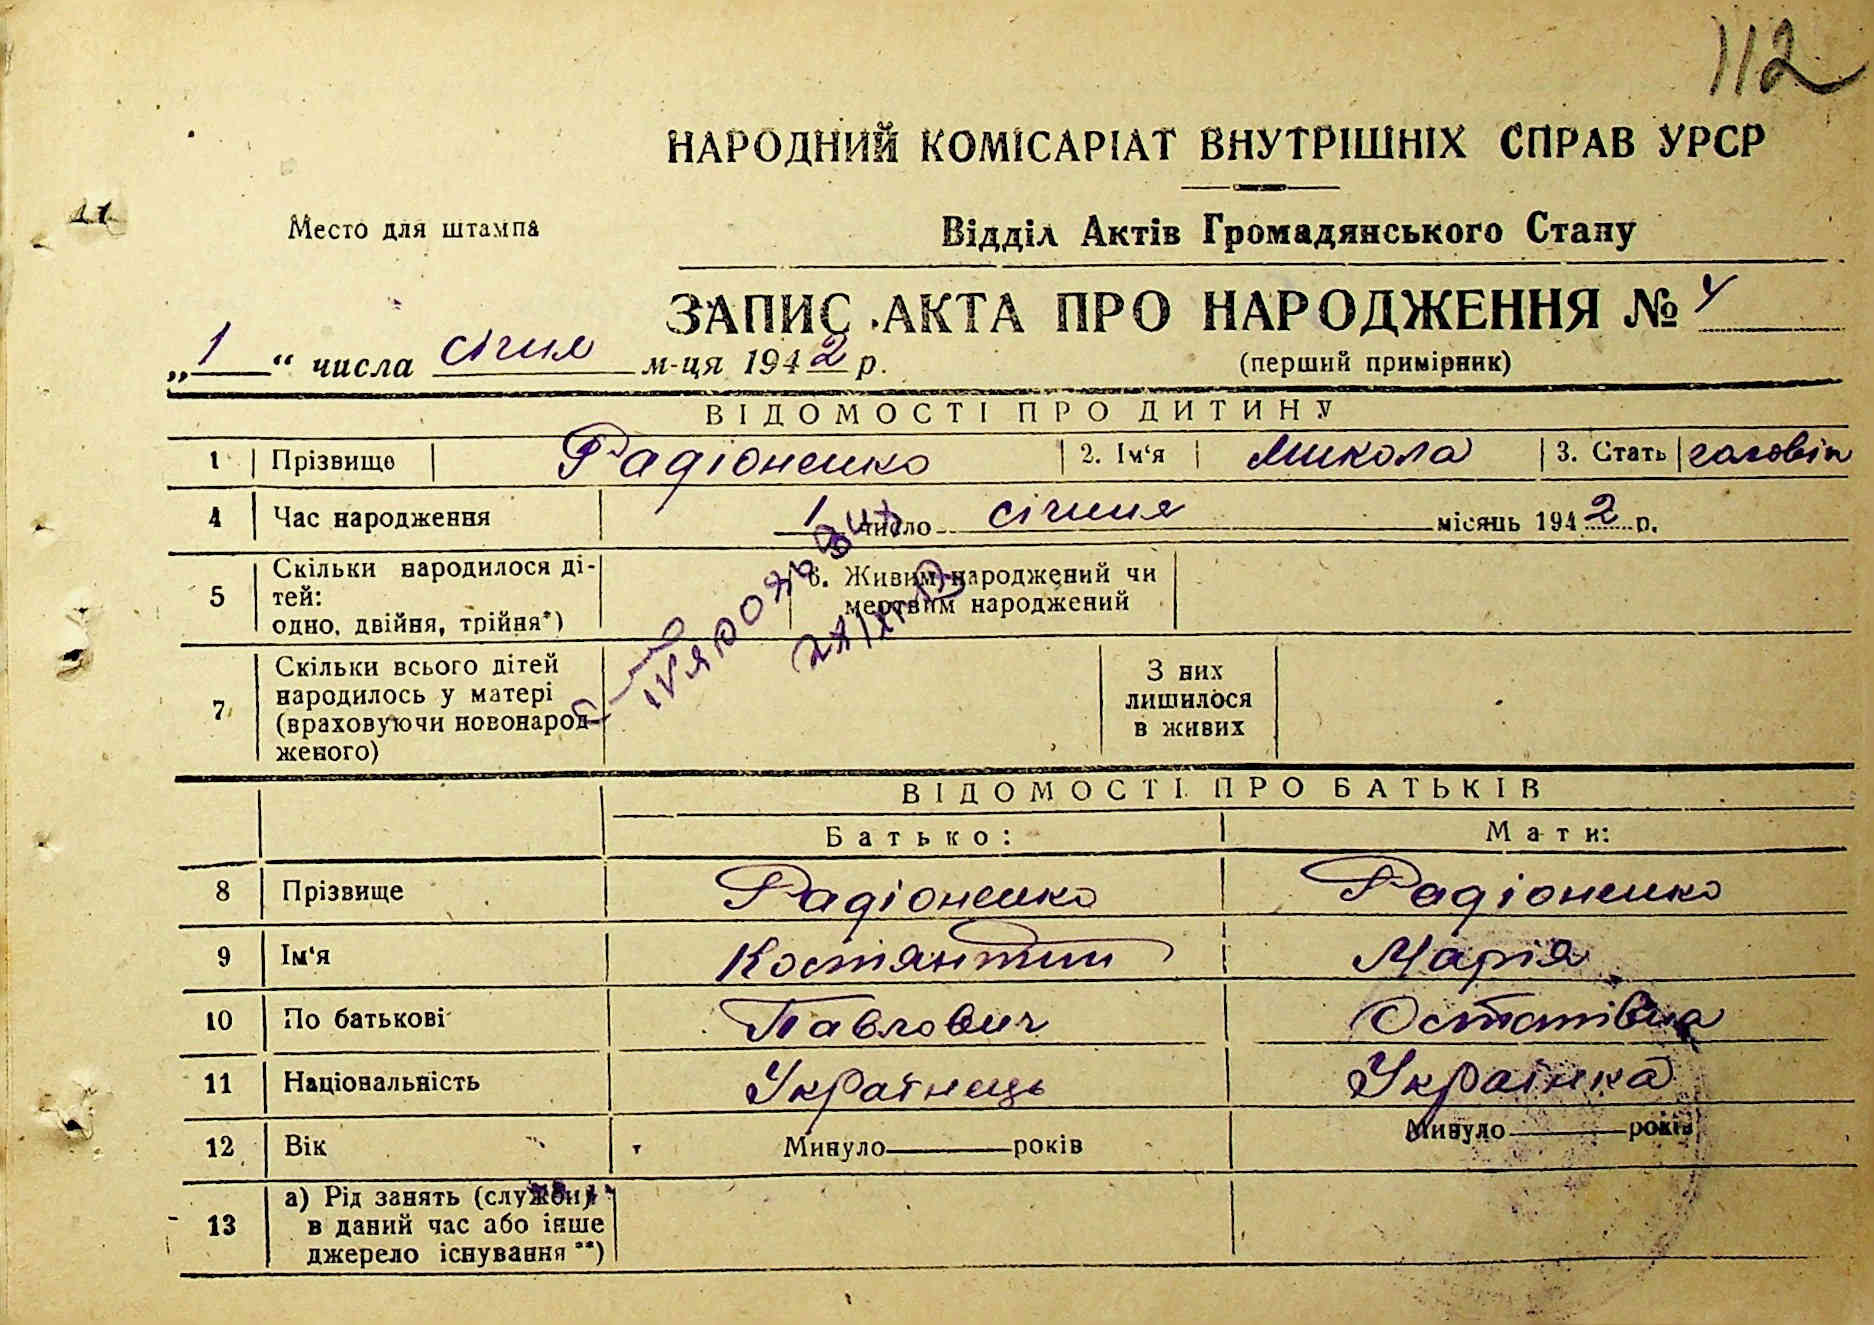 112
НАРОДНИЙ КОМІСАРІАТ ВНУТРІШНІХ СПРАВ УРСР
Место для штампа
Відділ Актів Громадянського Стану
ЗАПИС АКТА ПРО НАРОДЖЕННЯ № 4
„1“ числа січня м-ця 1942 р.
(перший примірник)
ВІДОМОСТІ ПРО ДИТИНУ
1 Прізвище Радіоненко 2. Ім‘я Микола 3. Стать чоловіч
4 Час народження 1 число січння місяць 1942 р.
5 Скільки народилося ді-
тей:
одно, двійня, трійня*)
6. Живим народжений чи
мертвим народжений
7 Скільки всього дітей
народилось у матері
(враховуючи новонарод-
женого)
З них
лишилося
в живих
ВІДОМОСТІ ПРО БАТЬКІВ
Батько: Мати:
8 Прізвище Радіоненко Радіоненко
9 Ім‘я Костянтин Марія
10 По батькові Павлович Остапівна
11 Національність Українець Українка
12 Вік Минуло років Минуло років
13 а) Рід занять (служби)
в даний час або інше
джерело існування **)